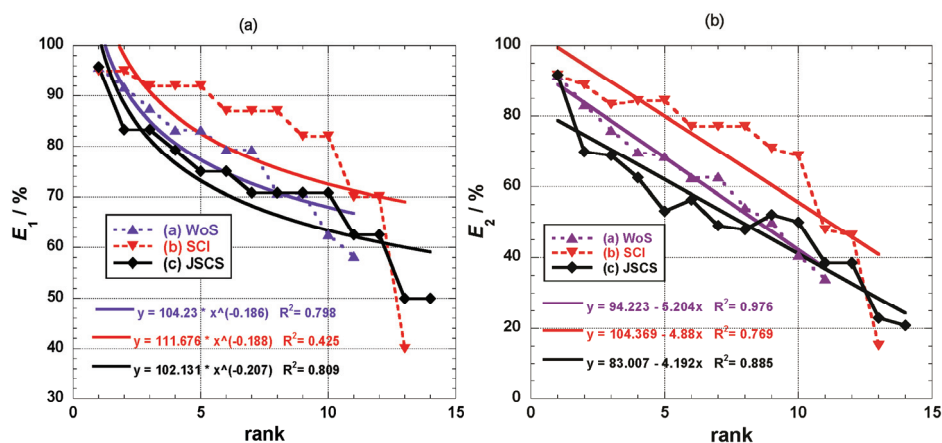 (a)
100
90
80
70
60
50
40
30
E1 / %
(a) WoS
(b) SCI
(c) JSCS
y = 104.23 * x^(-0.186) R²= 0.798
y = 111.676 * x^(-0.188) R²= 0.425
y = 102.131 * x^(-0.207) R²= 0.809
0 5 10 15
rank
(b)
100
80
60
40
20
0
E2 / %
(a) WoS
(b) SCI
(c) JSCS
y = 94.223 - 5.204x R²= 0.976
y = 104.369 - 4.88x R²= 0.769
y = 83.007 - 4.192x R²= 0.885
0 5 10 15
rank